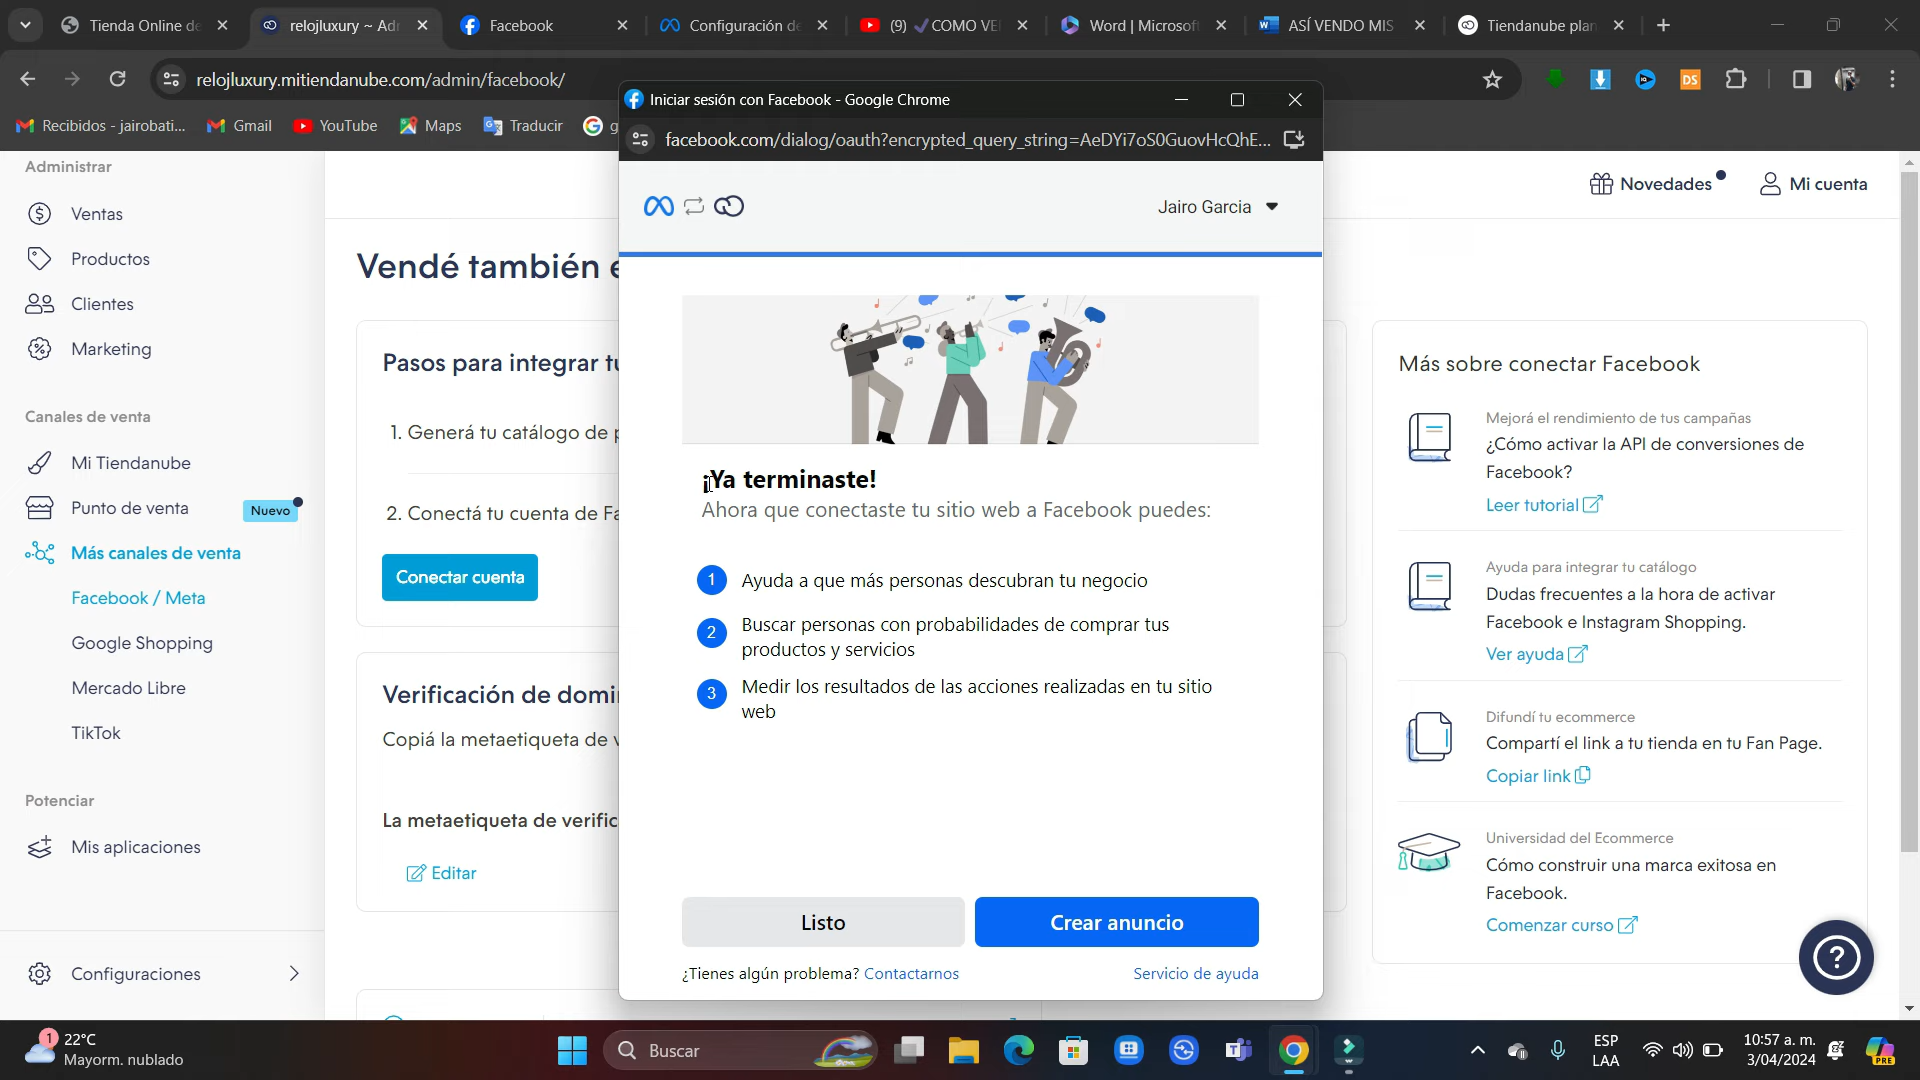 Tienda Online de
relojluxury ~ Adr
Facebook
Configuración de
(9) ✓COMO VEN
Word | Microsoft
ASÍ VENDO MIS
Tiendanube plan
relojluxury.mitiendanube.com/admin/facebook/
Recibidos - jairobati...
Gmail
YouTube
Maps
Traducir
g
Iniciar sesión con Facebook - Google Chrome
facebook.com/dialog/oauth?encrypted_query_string=AeDYi7oS0GuovHcQhE...
Jairo Garcia
¡Ya terminaste!
Ahora que conectaste tu sitio web a Facebook puedes:
1 Ayuda a que más personas descubran tu negocio
2 Buscar personas con probabilidades de comprar tus
productos y servicios
3 Medir los resultados de las acciones realizadas en tu sitio
web
Listo
Crear anuncio
¿Tienes algún problema? Contactarnos
Servicio de ayuda
Administrar
Ventas
Productos
Clientes
Marketing
Canales de venta
Mi Tiendanube
Punto de venta
Nuevo
Más canales de venta
Facebook / Meta
Google Shopping
Mercado Libre
TikTok
Potenciar
Mis aplicaciones
Configuraciones
Novedades
Mi cuenta
Vendé también e
Pasos para integrar tu
1. Generá tu catálogo de p
2. Conectá tu cuenta de Fa
Conectar cuenta
Verificación de domi
Copiá la metaetiqueta de v
La metaetiqueta de verific
Editar
Más sobre conectar Facebook
Mejorá el rendimiento de tus campañas
¿Cómo activar la API de conversiones de
Facebook?
Leer tutorial
Ayuda para integrar tu catálogo
Dudas frecuentes a la hora de activar
Facebook e Instagram Shopping.
Ver ayuda
Difundí tu ecommerce
Compartí el link a tu tienda en tu Fan Page.
Copiar link
Universidad del Ecommerce
Cómo construir una marca exitosa en
Facebook.
Comenzar curso
1
22°C
Mayorm. nublado
Buscar
ESP
LAA
10:57 a. m.
3/04/2024
PRE